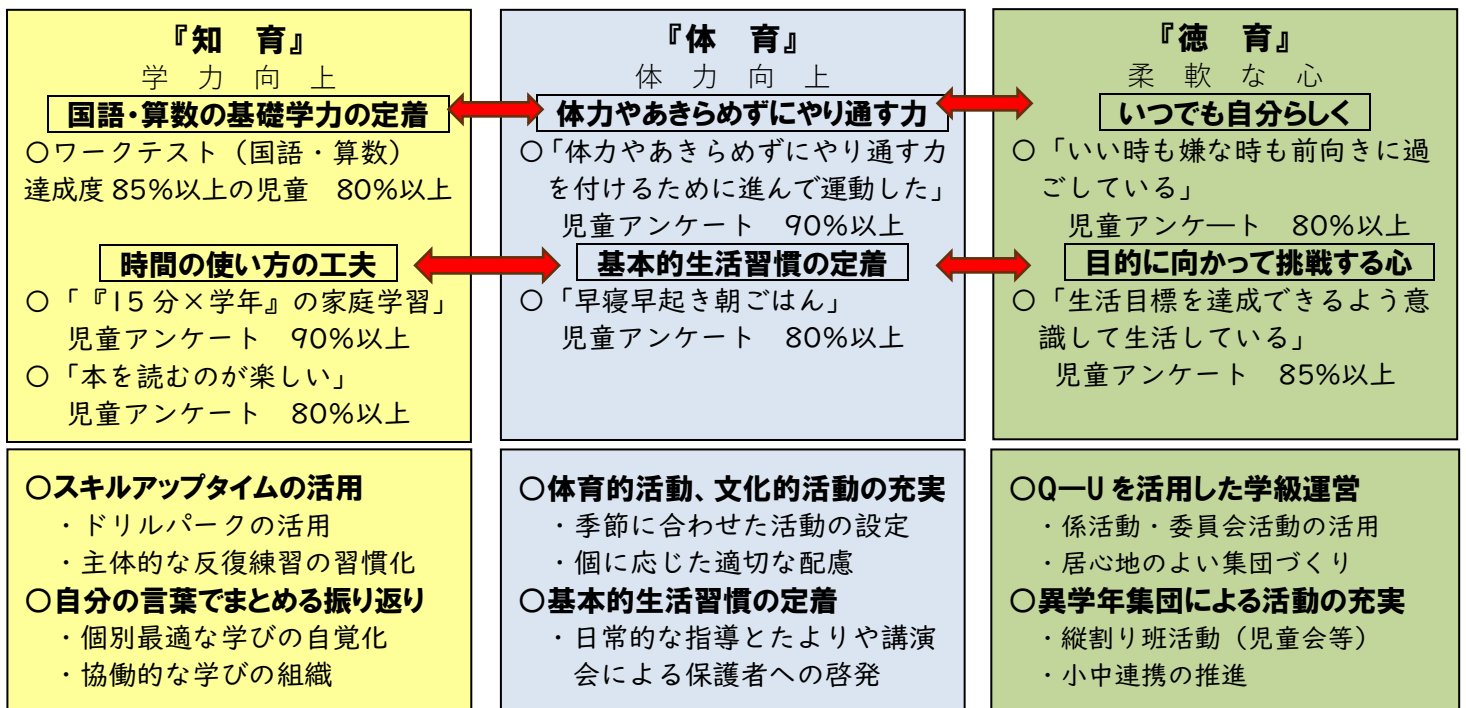 『知　育』
学　力　向　上
国語・算数の基礎学力の定着
〇ワークテスト（国語・算数）
達成度 85%以上の児童　80%以上
時間の使い方の工夫
〇「『15 分×学年』の家庭学習」
児童アンケート　90%以上
〇「本を読むのが楽しい」
児童アンケート　80%以上
『体　育』
体　力　向　上
体力やあきらめずにやり通す力
〇「体力やあきらめずにやり通す力
を付けるために進んで運動した」
児童アンケート　90%以上
基本的生活習慣の定着
〇「早寝早起き朝ごはん」
児童アンケート　80%以上
『徳　育』
柔　軟　な　心
いつでも自分らしく
〇「いい時も嫌な時も前向きに過
ごしている」
児童アンケ―ト　80%以上
目的に向かって挑戦する心
〇「生活目標を達成できるよう意
識して生活している」
児童アンケート　85%以上
〇スキルアップタイムの活用
・ドリルパークの活用
・主体的な反復練習の習慣化
〇自分の言葉でまとめる振り返り
・個別最適な学びの自覚化
・協働的な学びの組織
〇体育的活動、文化的活動の充実
・季節に合わせた活動の設定
・個に応じた適切な配慮
〇基本的生活習慣の定着
・日常的な指導とたよりや講演
会による保護者への啓発
〇Q―U を活用した学級運営
・係活動・委員会活動の活用
・居心地のよい集団づくり
〇異学年集団による活動の充実
・縦割り班活動（児童会等）
・小中連携の推進